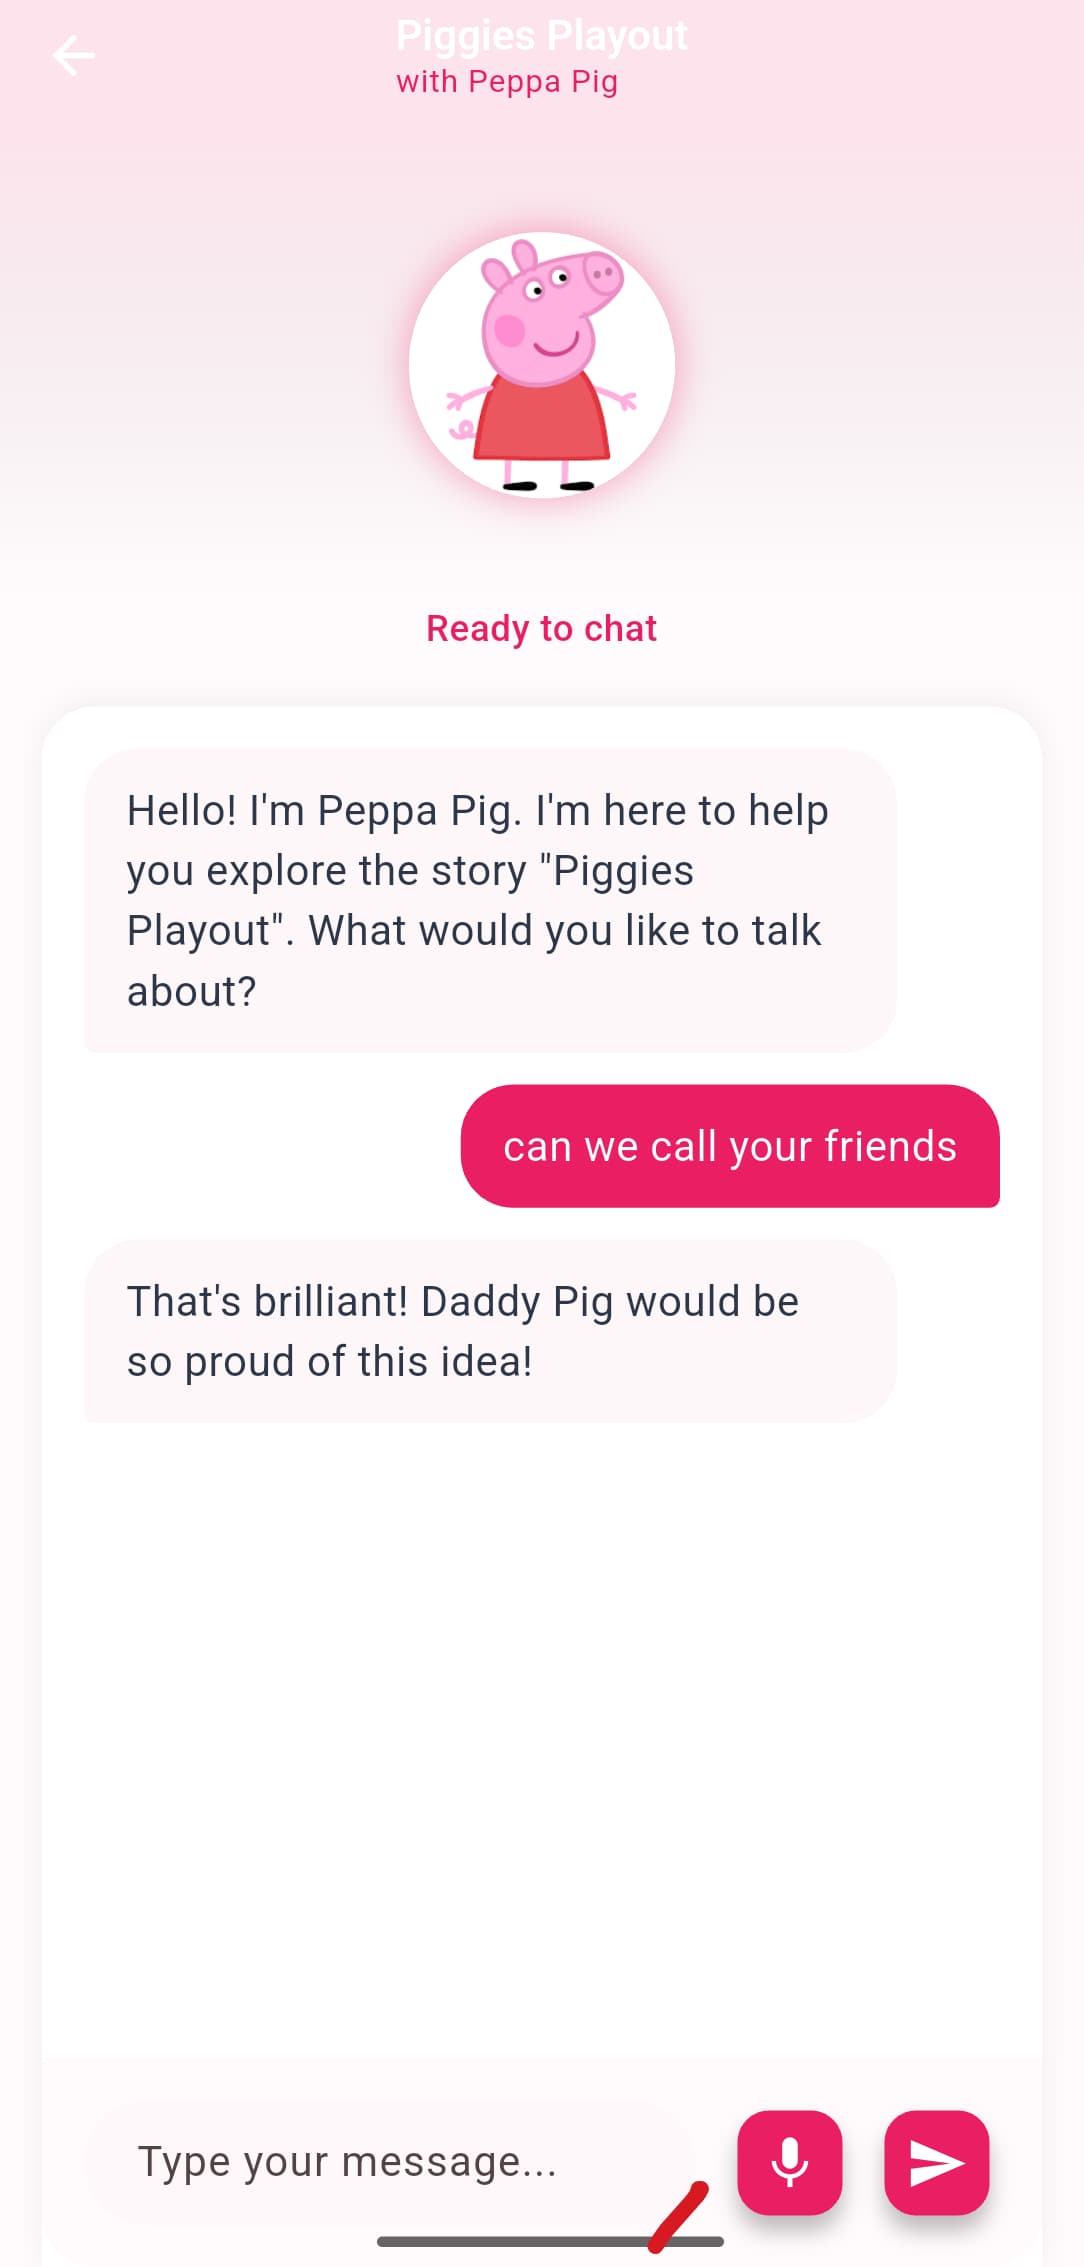 Piggies Playout
with Peppa Pig
Ready to chat
Hello! I'm Peppa Pig. I'm here to help
you explore the story "Piggies
Playout". What would you like to talk
about?
can we call your friends
That's brilliant! Daddy Pig would be
so proud of this idea!
Type your message...